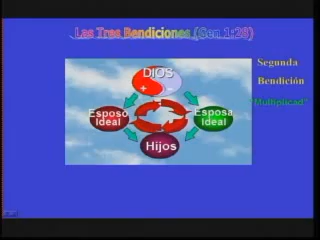 Las Tres Bendiciones (Gen 1:28)
Segunda
Bendición
"Multiplicad"
DIOS
+ -
Esposo
Ideal
Esposa
Ideal
Hijos